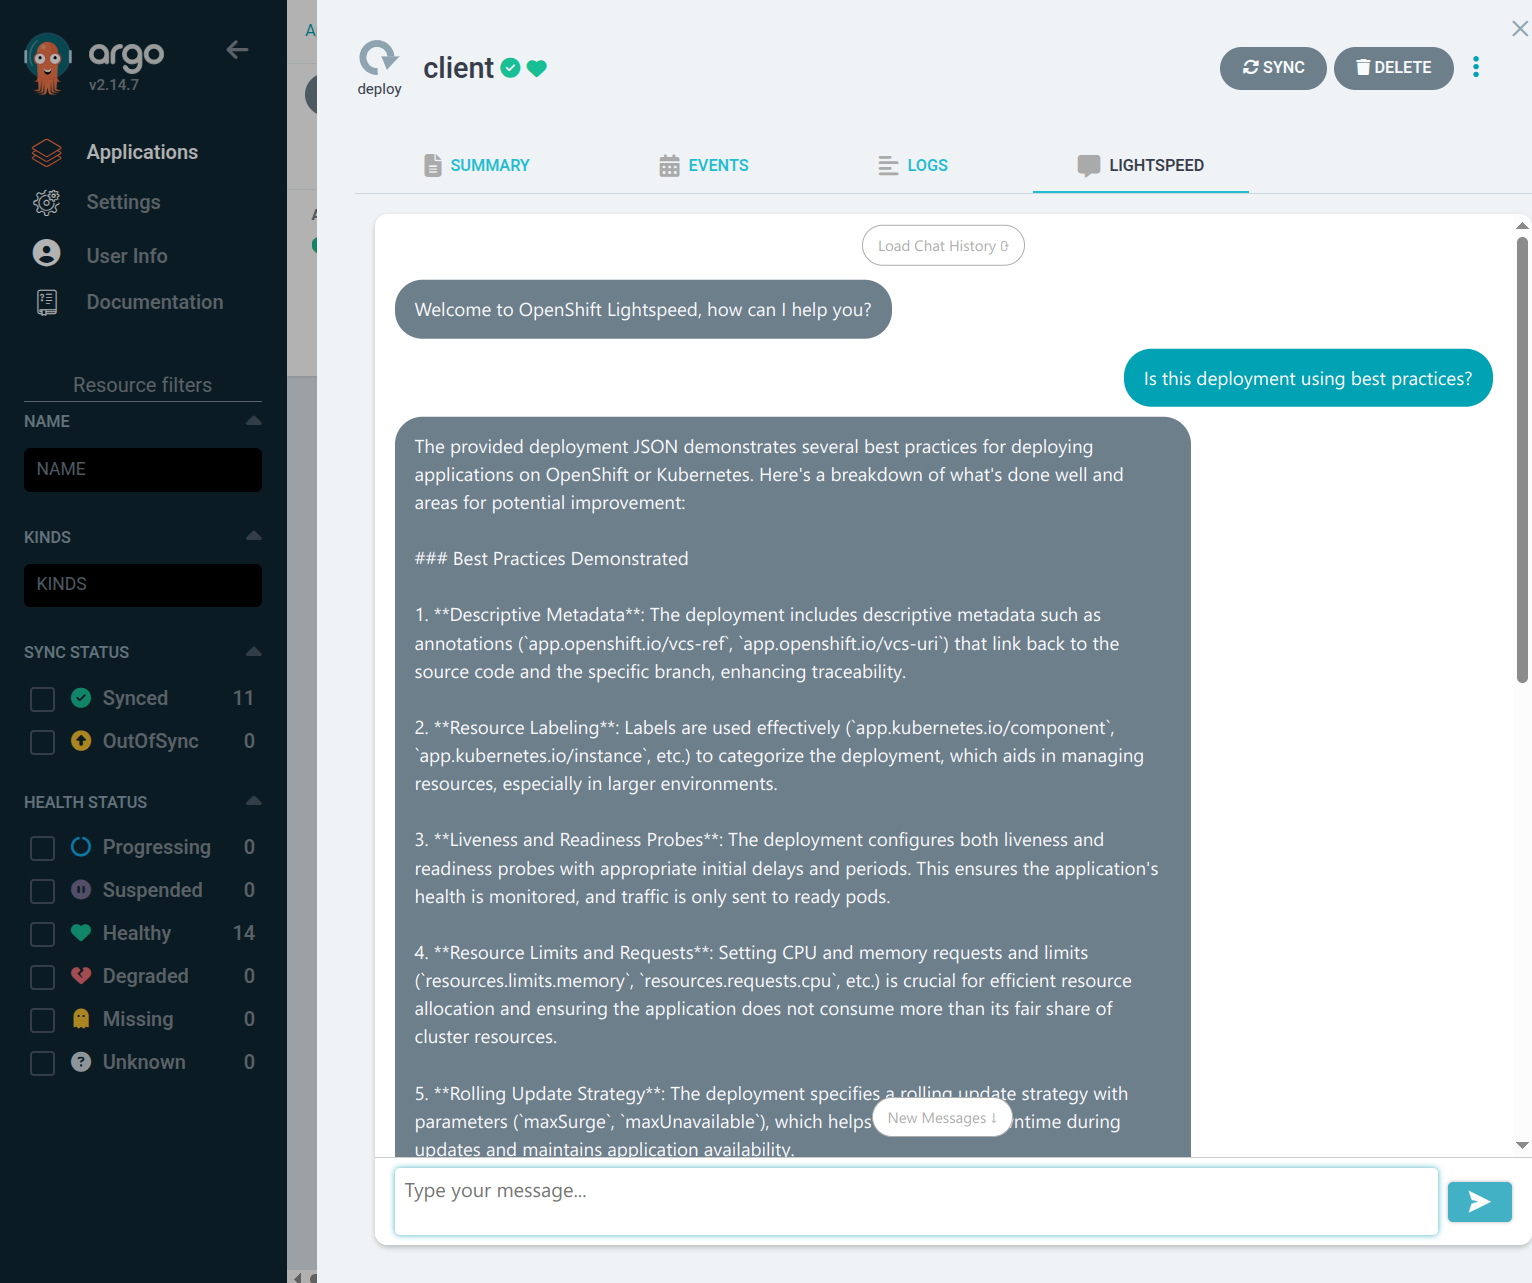 argo
v2.14.7
Applications
Settings
User Info
Documentation
Resource filters
NAME
NAME
KINDS
KINDS
SYNC STATUS
Synced 11
OutOfSync 0
HEALTH STATUS
Progressing 0
Suspended 0
Healthy 14
Degraded 0
Missing 0
Unknown 0
deploy
client
SYNC
DELETE
SUMMARY
EVENTS
LOGS
LIGHTSPEED
Load Chat History
Welcome to OpenShift Lightspeed, how can I help you?
Is this deployment using best practices?
The provided deployment JSON demonstrates several best practices for deploying
applications on OpenShift or Kubernetes. Here's a breakdown of what's done well and
areas for potential improvement:
### Best Practices Demonstrated
1. **Descriptive Metadata**: The deployment includes descriptive metadata such as
annotations (`app.openshift.io/vcs-ref`, `app.openshift.io/vcs-uri`) that link back to the
source code and the specific branch, enhancing traceability.
2. **Resource Labeling**: Labels are used effectively (`app.kubernetes.io/component`,
`app.kubernetes.io/instance`, etc.) to categorize the deployment, which aids in managing
resources, especially in larger environments.
3. **Liveness and Readiness Probes**: The deployment configures both liveness and
readiness probes with appropriate initial delays and periods. This ensures the application's
health is monitored, and traffic is only sent to ready pods.
4. **Resource Limits and Requests**: Setting CPU and memory requests and limits
(`resources.limits.memory`, `resources.requests.cpu`, etc.) is crucial for efficient resource
allocation and ensuring the application does not consume more than its fair share of
cluster resources.
5. **Rolling Update Strategy**: The deployment specifies a rolling update strategy with
parameters (`maxSurge`, `maxUnavailable`), which helps ntime during
updates and maintains application availability.
New Messages ↓
Type your message...